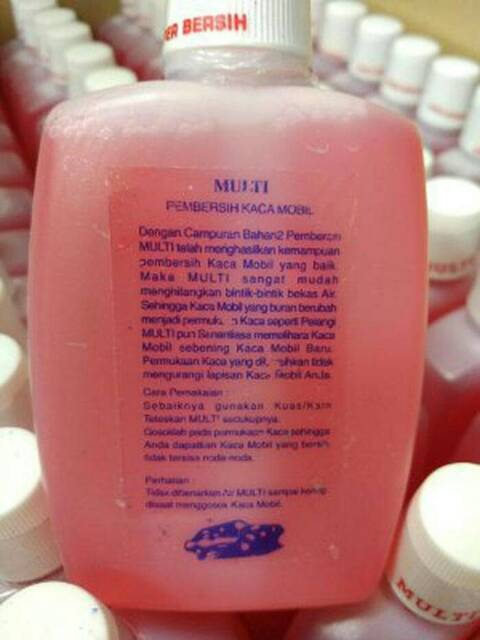 ER BERSIH
MULTI
PEMBERSIH KACA MOBIL
Dengan Campuran Bahan2 Pembersih
MULTI telah menghasilkan kemampuan
pembersih Kaca Mobil yang baik.
Maka MULTI sangat mudah
menghilangkan bintik-bintik bekas Air.
Sehingga Kaca Mobil yang buran berubah
menjadi Kaca seperti Pelangi
MULTI pun Senantiasa memelihara Kaca
Mobil sebening Kaca Mobil Baru.
Permukaan Kaca yang tidak
mengurangi lapisan Kaca Mobil Anda.
Cara Pemakaian :
Sebaiknya gunakan Kuas/Kain
Teteskan MULTI secukupnya.
Gosoklah pada permukaan Kaca sehingga
Anda dapatkan Kaca Mobil yang bersih
tidak tersisa noda-noda.
Perhatian :
Tidak dibenarkan Air MULTI sampai kering
disaat menggosok Kaca Mobil.
MULTI